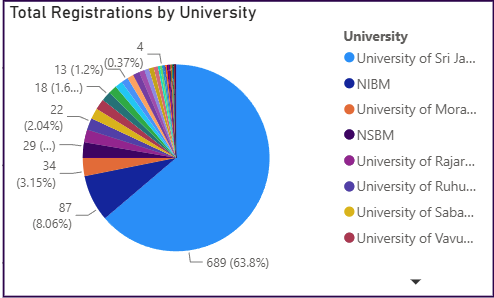 Total Registrations by University
4
(0.37%)
13 (1.2%)
18 (1.6...)
22
(2.04%)
29 (...)
34
(3.15%)
87
(8.06%)
689 (63.8%)
University
University of Sri Ja...
NIBM
University of Mora...
NSBM
University of Rajar...
University of Ruhu...
University of Saba...
University of Vavu...